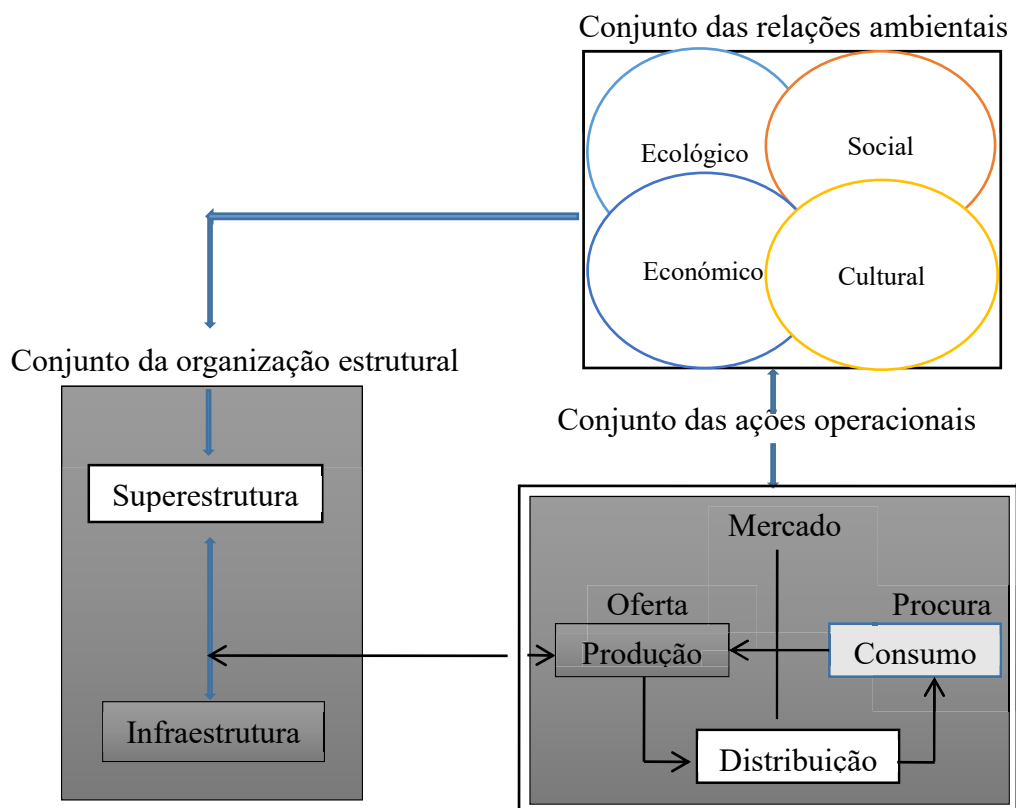 Conjunto das relações ambientais
Ecológico
Social
Económico
Cultural
Conjunto da organização estrutural
Superestrutura
Infraestrutura
Conjunto das ações operacionais
Mercado
Oferta
Procura
Produção
Consumo
Distribuição